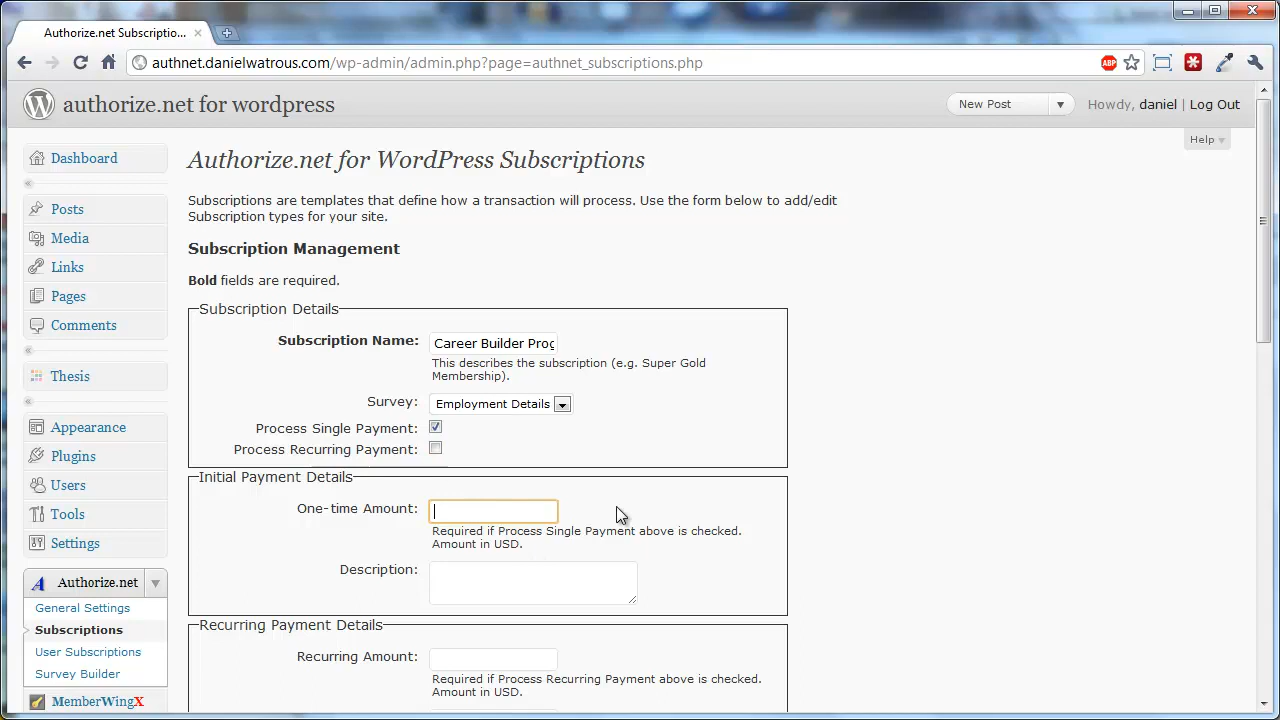 Authorize.net Subscriptio...
authnet.danielwatrous.com/wp-admin/admin.php?page=authnet_subscriptions.php
ABP
authorize.net for wordpress
New Post
Howdy, daniel | Log Out
Help
Dashboard
Posts
Media
Links
Pages
Comments
Thesis
Appearance
Plugins
Users
Tools
Settings
Authorize.net
General Settings
Subscriptions
User Subscriptions
Survey Builder
MemberWingX
Authorize.net for WordPress Subscriptions
Subscriptions are templates that define how a transaction will process. Use the form below to add/edit
Subscription types for your site.
Subscription Management
Bold fields are required.
Subscription Details
Subscription Name: Career Builder Prog
This describes the subscription (e.g. Super Gold
Membership).
Survey: Employment Details
Process Single Payment:
Process Recurring Payment:
Initial Payment Details
One-time Amount:
Required if Process Single Payment above is checked.
Amount in USD.
Description:
Recurring Payment Details
Recurring Amount:
Required if Process Recurring Payment above is checked.
Amount in USD.